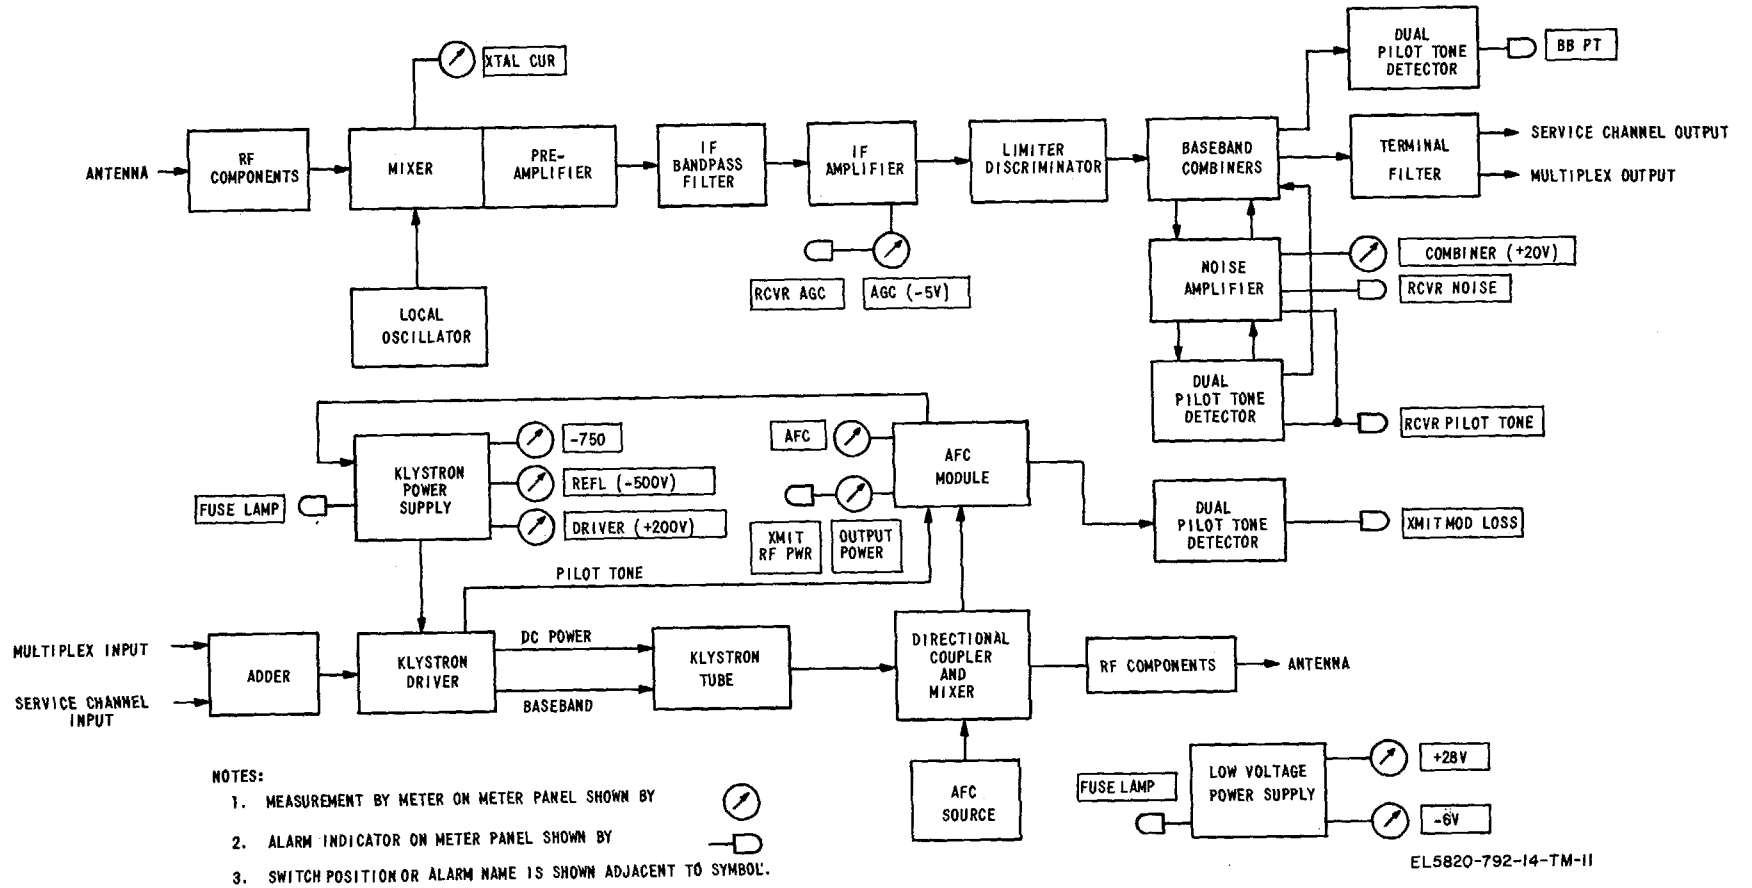 DUAL
PILOT TONE
DETECTOR
BB PT
XTAL CUR
ANTENNA
RF
COMPONENTS
MIXER
PRE-
AMPLIFIER
IF
BANDPASS
FILTER
IF
AMPLIFIER
LIMITER
DISCRIMINATOR
BASEBAND
COMBINERS
TERMINAL
FILTER
SERVICE CHANNEL OUTPUT
MULTIPLEX OUTPUT
RCVR AGC
AGC (-5V)
NOISE
AMPLIFIER
COMBINER (+20V)
RCVR NOISE
LOCAL
OSCILLATOR
DUAL
PILOT TONE
DETECTOR
RCVR PILOT TONE
KLYSTRON
POWER
SUPPLY
FUSE LAMP
-750
REFL (-500V)
DRIVER (+200V)
AFC
AFC
MODULE
XMIT
RF PWR
OUTPUT
POWER
DUAL
PILOT TONE
DETECTOR
XMIT MOD LOSS
PILOT TONE
MULTIPLEX INPUT
SERVICE CHANNEL
INPUT
ADDER
KLYSTRON
DRIVER
DC POWER
BASEBAND
KLYSTRON
TUBE
DIRECTIONAL
COUPLER
AND
MIXER
RF COMPONENTS
ANTENNA
AFC
SOURCE
FUSE LAMP
LOW VOLTAGE
POWER SUPPLY
+28V
-6V
NOTES:
1. MEASUREMENT BY METER ON METER PANEL SHOWN BY
2. ALARM INDICATOR ON METER PANEL SHOWN BY
3. SWITCH POSITION OR ALARM NAME IS SHOWN ADJACENT TO SYMBOL.
EL5820-792-14-TM-11